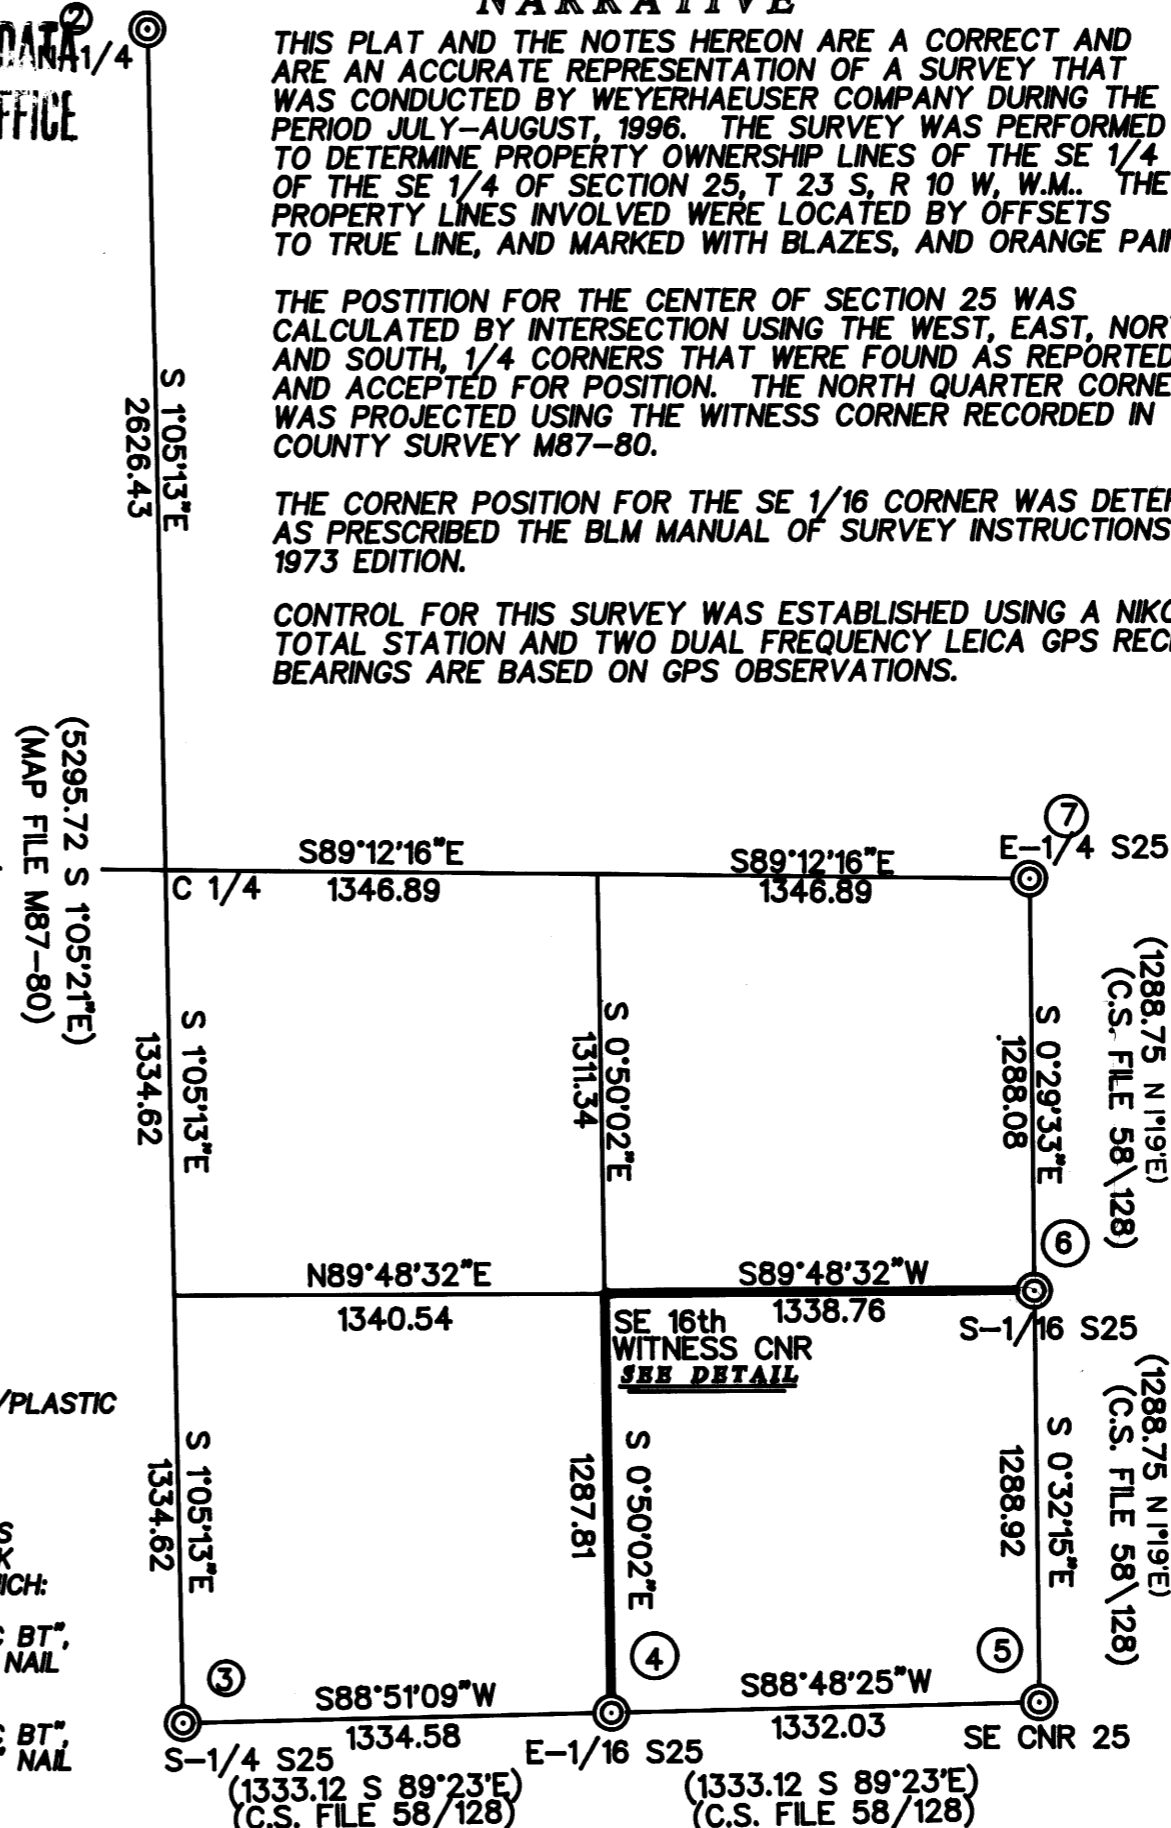 NARRATIVE
②
1/4
THIS PLAT AND THE NOTES HEREON ARE A CORRECT AND
ARE AN ACCURATE REPRESENTATION OF A SURVEY THAT
WAS CONDUCTED BY WEYERHAEUSER COMPANY DURING THE
PERIOD JULY-AUGUST, 1996. THE SURVEY WAS PERFORMED
TO DETERMINE PROPERTY OWNERSHIP LINES OF THE SE 1/4
OF THE SE 1/4 OF SECTION 25, T 23 S, R 10 W, W.M.. THE
PROPERTY LINES INVOLVED WERE LOCATED BY OFFSETS
TO TRUE LINE, AND MARKED WITH BLAZES, AND ORANGE PAI
THE POSTITION FOR THE CENTER OF SECTION 25 WAS
CALCULATED BY INTERSECTION USING THE WEST, EAST, NOR
AND SOUTH, 1/4 CORNERS THAT WERE FOUND AS REPORTED
AND ACCEPTED FOR POSITION. THE NORTH QUARTER CORNE
WAS PROJECTED USING THE WITNESS CORNER RECORDED IN
COUNTY SURVEY M87-80.
THE CORNER POSITION FOR THE SE 1/16 CORNER WAS DETER
AS PRESCRIBED THE BLM MANUAL OF SURVEY INSTRUCTIONS
1973 EDITION.
CONTROL FOR THIS SURVEY WAS ESTABLISHED USING A NIKO
TOTAL STATION AND TWO DUAL FREQUENCY LEICA GPS REC
BEARINGS ARE BASED ON GPS OBSERVATIONS.
S 1°05'13"E
2626.43
(5295.72 S 1°05'21"E)
(MAP FILE M87-80)
⑦
E-1/4 S25
S89°12'16"E
1346.89
S89°12'16"E
1346.89
C 1/4
S 1°05'13"E
1334.62
S 0°50'02"E
1311.34
S 0°29'33"E
1288.08
(1288.75 N 1°19'E)
(C.S. FILE 58\128)
⑥
N89°48'32"E
1340.54
S89°48'32"W
1338.76
S-1/16 S25
SE 16th
WITNESS CNR
SEE DETAIL
/PLASTIC
S 1°05'13"E
1334.62
S 0°50'02"E
1287.81
S 0°32'15"E
1288.92
(1288.75 N 1°19'E)
(C.S. FILE 58\128)
S
K
ICH:
C BT",
NAIL
C BT",
" NAIL
③
④
⑤
S88°51'09"W
1334.58
S88°48'25"W
1332.03
S-1/4 S25
E-1/16 S25
SE CNR 25
(1333.12 S 89°23'E)
(C.S. FILE 58/128)
(1333.12 S 89°23'E)
(C.S. FILE 58/128)